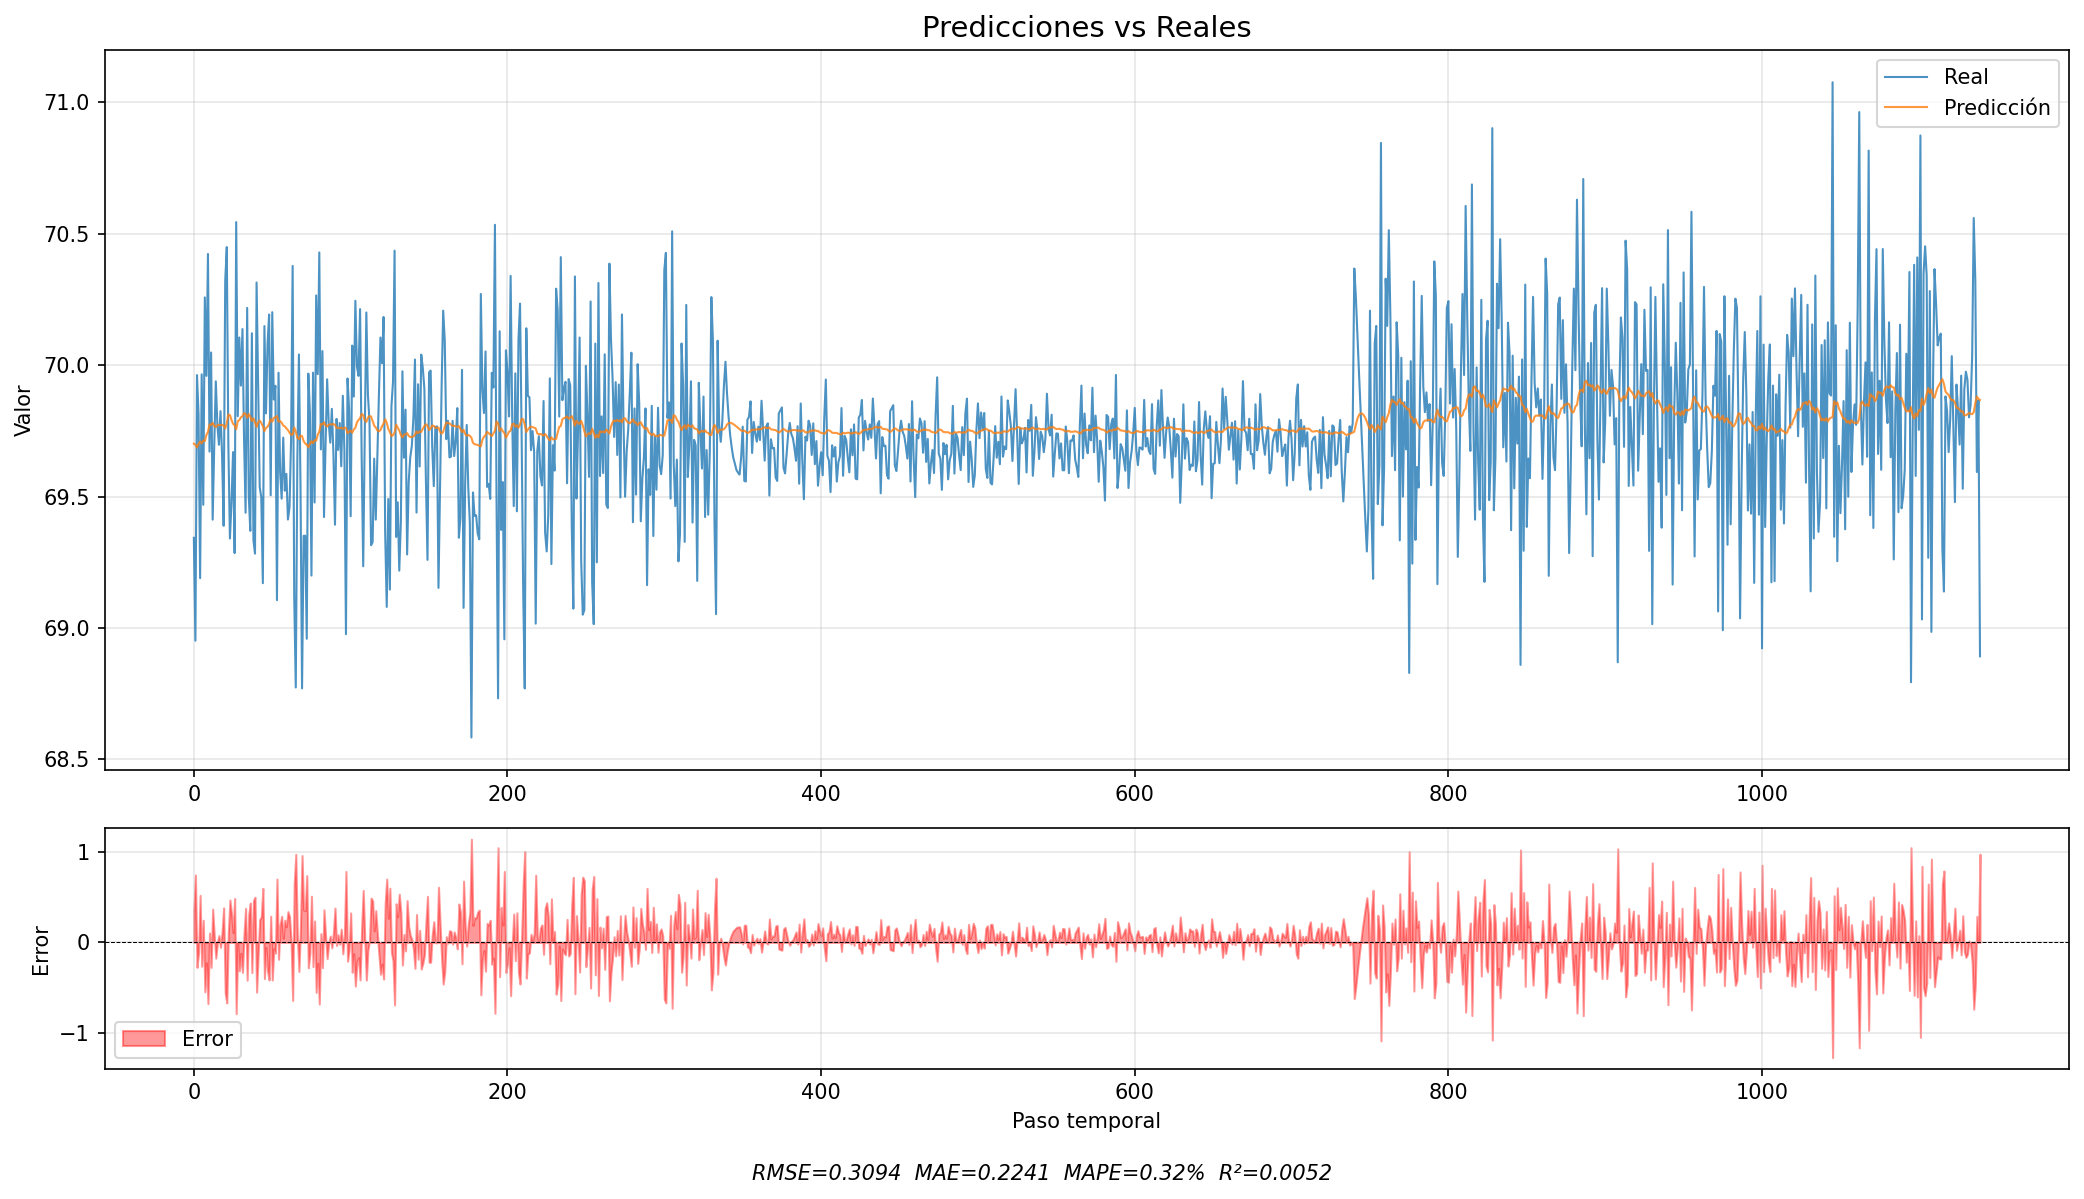 Predicciones vs Reales
Valor
71.0
70.5
70.0
69.5
69.0
68.5
Real
Predicción
0
200
400
600
800
1000
Error
1
0
−1
Error
0
200
400
600
800
1000
Paso temporal
RMSE=0.3094 MAE=0.2241 MAPE=0.32% R²=0.0052